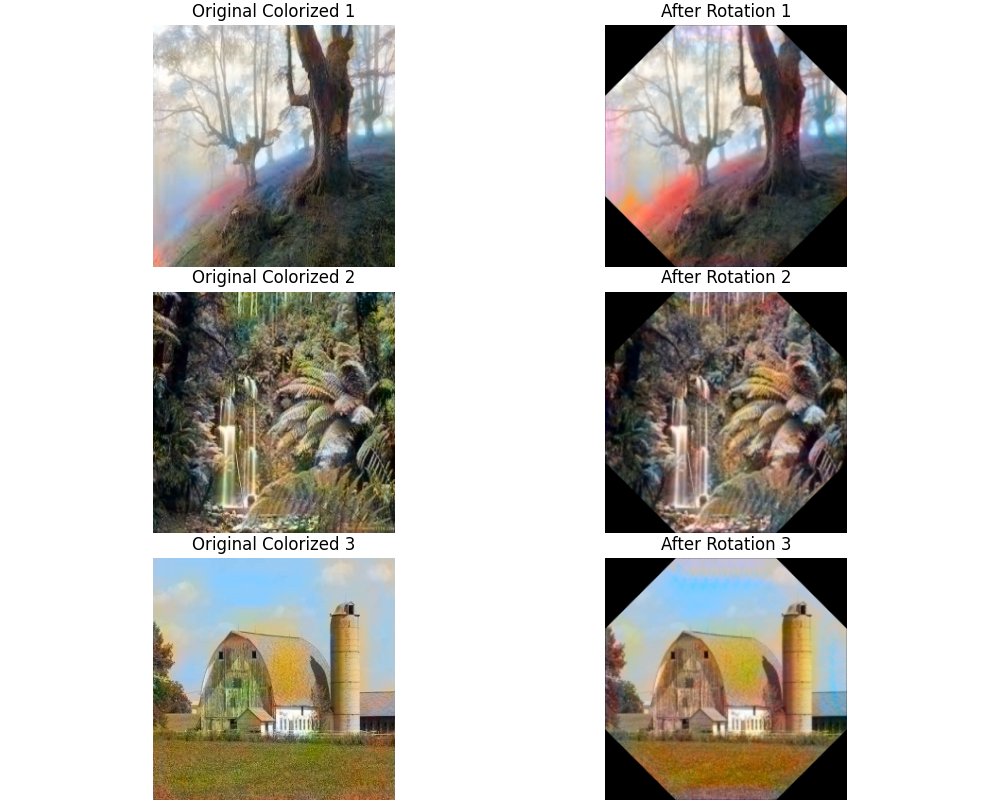 Original Colorized 1
After Rotation 1
Original Colorized 2
After Rotation 2
Original Colorized 3
After Rotation 3